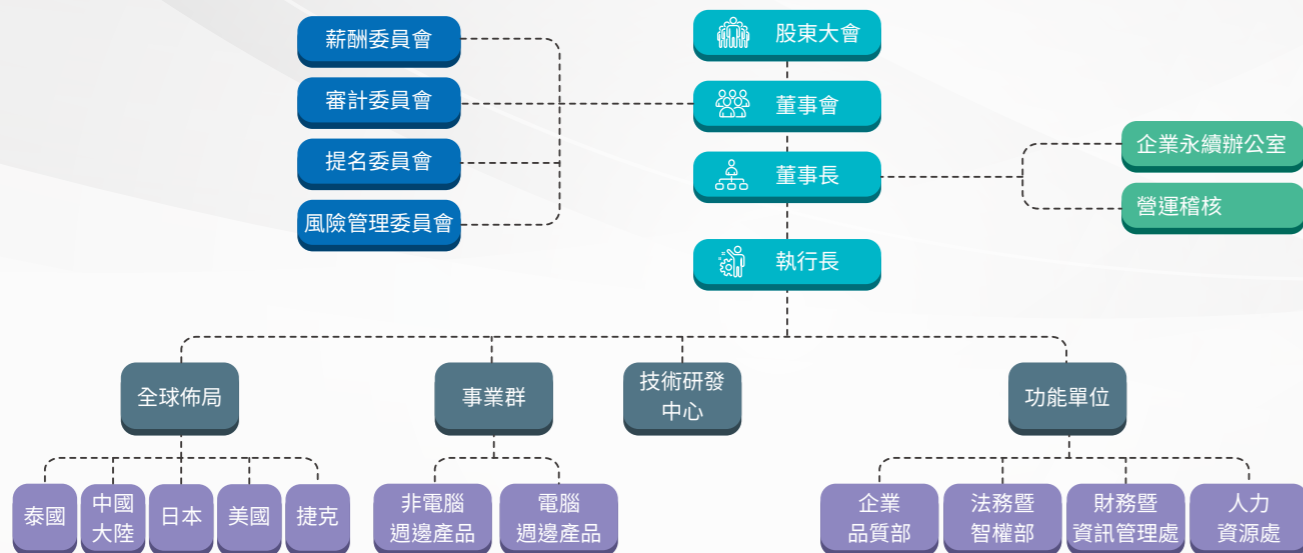 股東大會
董事會
董事長
執行長
薪酬委員會
審計委員會
提名委員會
風險管理委員會
企業永續辦公室
營運稽核
全球佈局
事業群
技術研發
中心
功能單位
泰國
中國
大陸
日本
美國
捷克
非電腦
週邊產品
電腦
週邊產品
企業
品質部
法務暨
智權部
財務暨
資訊管理處
人力
資源處